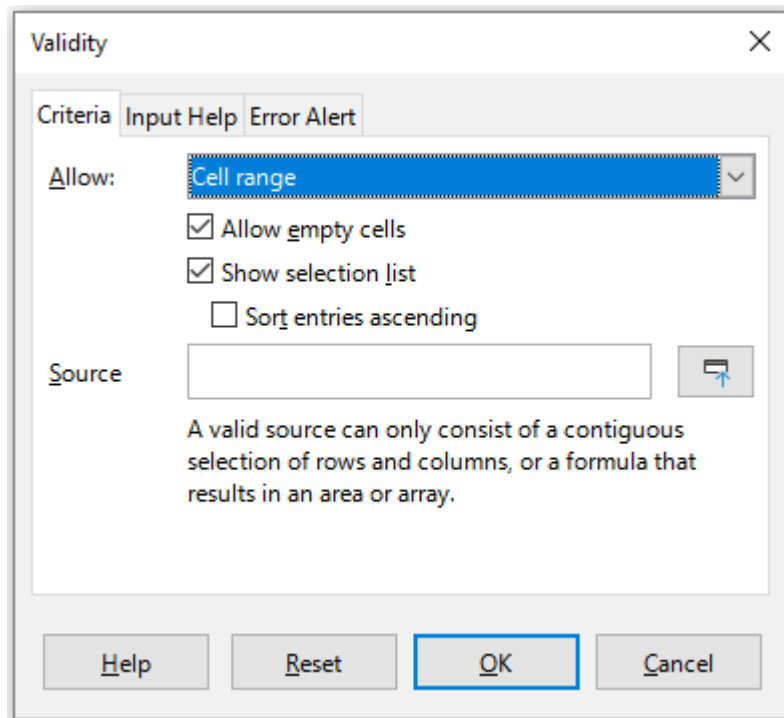 Validity
Criteria Input Help Error Alert
Allow: Cell range
Allow empty cells
Show selection list
Sort entries ascending
Source
A valid source can only consist of a contiguous
selection of rows and columns, or a formula that
results in an area or array.
Help Reset OK Cancel